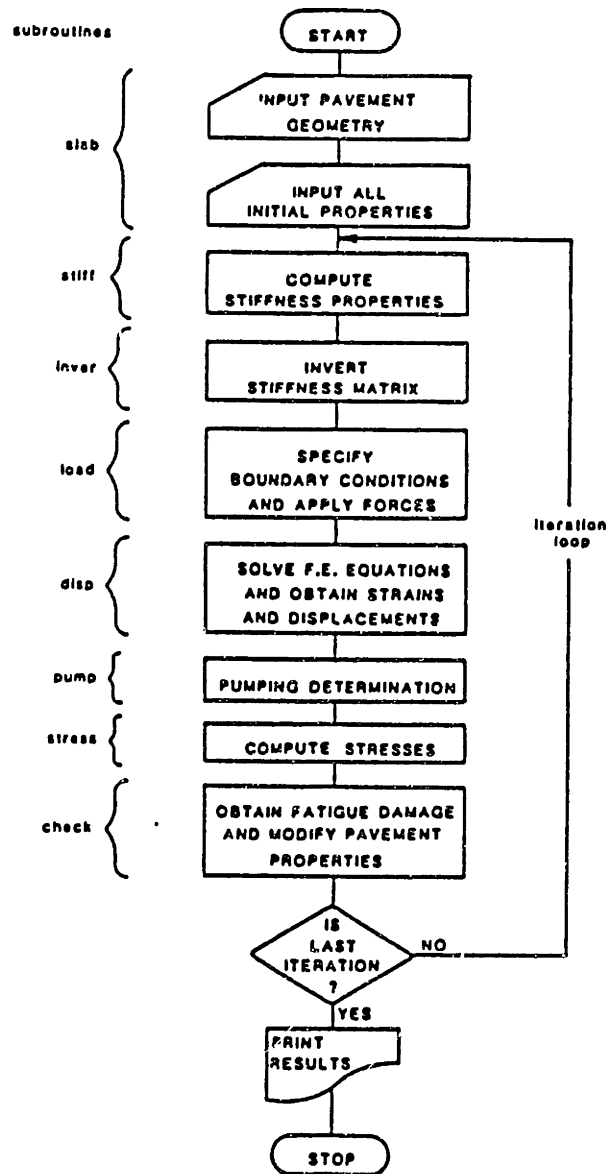 subroutines
START
slab
INPUT PAVEMENT
GEOMETRY
INPUT ALL
INITIAL PROPERTIES
stiff
COMPUTE
STIFFNESS PROPERTIES
inver
INVERT
STIFFNESS MATRIX
load
SPECIFY
BOUNDARY CONDITIONS
AND APPLY FORCES
iteration
loop
disp
SOLVE F.E. EQUATIONS
AND OBTAIN STRAINS
AND DISPLACEMENTS
pump
PUMPING DETERMINATION
stress
COMPUTE STRESSES
check
OBTAIN FATIGUE DAMAGE
AND MODIFY PAVEMENT
PROPERTIES
IS
LAST
ITERATION
?
NO
YES
PRINT
RESULTS
STOP